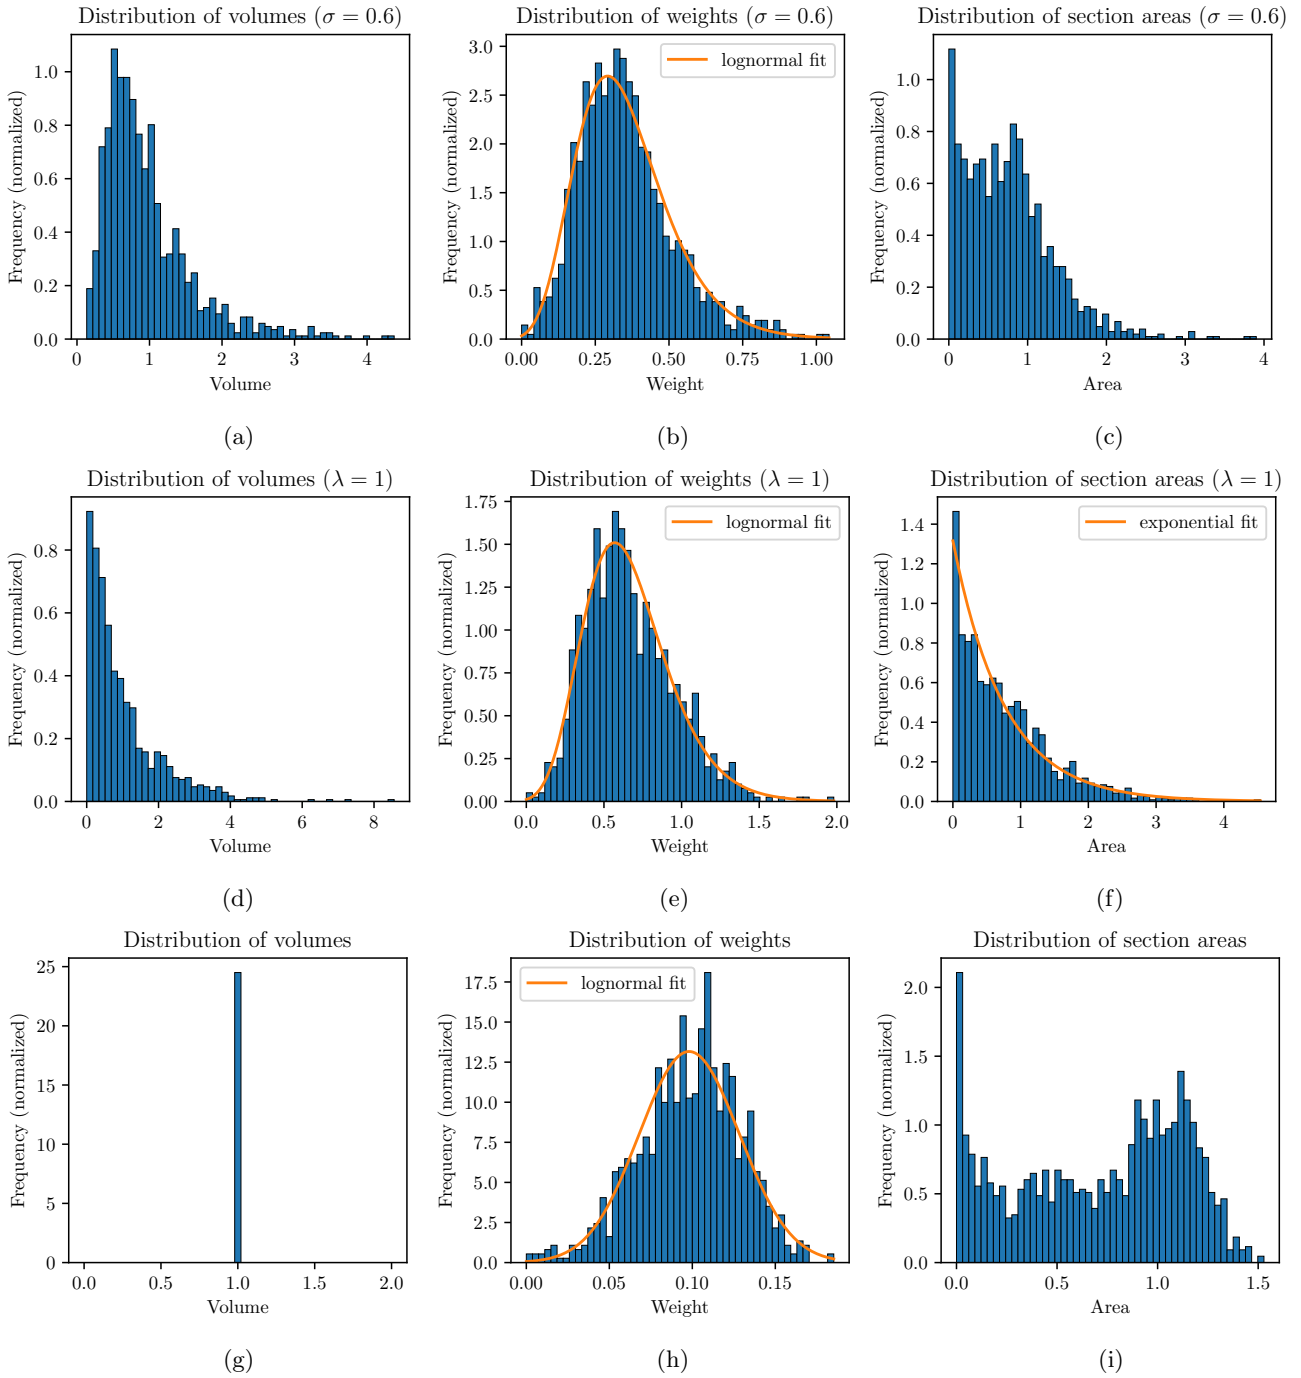 Distribution of volumes (σ = 0.6)
Frequency (normalized)
1.0
0.8
0.6
0.4
0.2
0.0
0 1 2 3 4
Volume
(a)
Distribution of weights (σ = 0.6)
Frequency (normalized)
3.0
2.5
2.0
1.5
1.0
0.5
0.0
lognormal fit
0.00 0.25 0.50 0.75 1.00
Weight
(b)
Distribution of section areas (σ = 0.6)
Frequency (normalized)
1.0
0.8
0.6
0.4
0.2
0.0
0 1 2 3 4
Area
(c)
Distribution of volumes (λ = 1)
Frequency (normalized)
0.8
0.6
0.4
0.2
0.0
0 2 4 6 8
Volume
(d)
Distribution of weights (λ = 1)
Frequency (normalized)
1.75
1.50
1.25
1.00
0.75
0.50
0.25
0.00
lognormal fit
0.0 0.5 1.0 1.5 2.0
Weight
(e)
Distribution of section areas (λ = 1)
Frequency (normalized)
1.4
1.2
1.0
0.8
0.6
0.4
0.2
0.0
exponential fit
0 1 2 3 4
Area
(f)
Distribution of volumes
Frequency (normalized)
25
20
15
10
5
0
0.0 0.5 1.0 1.5 2.0
Volume
(g)
Distribution of weights
Frequency (normalized)
17.5
15.0
12.5
10.0
7.5
5.0
2.5
0.0
lognormal fit
0.00 0.05 0.10 0.15
Weight
(h)
Distribution of section areas
Frequency (normalized)
2.0
1.5
1.0
0.5
0.0
0.0 0.5 1.0 1.5
Area
(i)